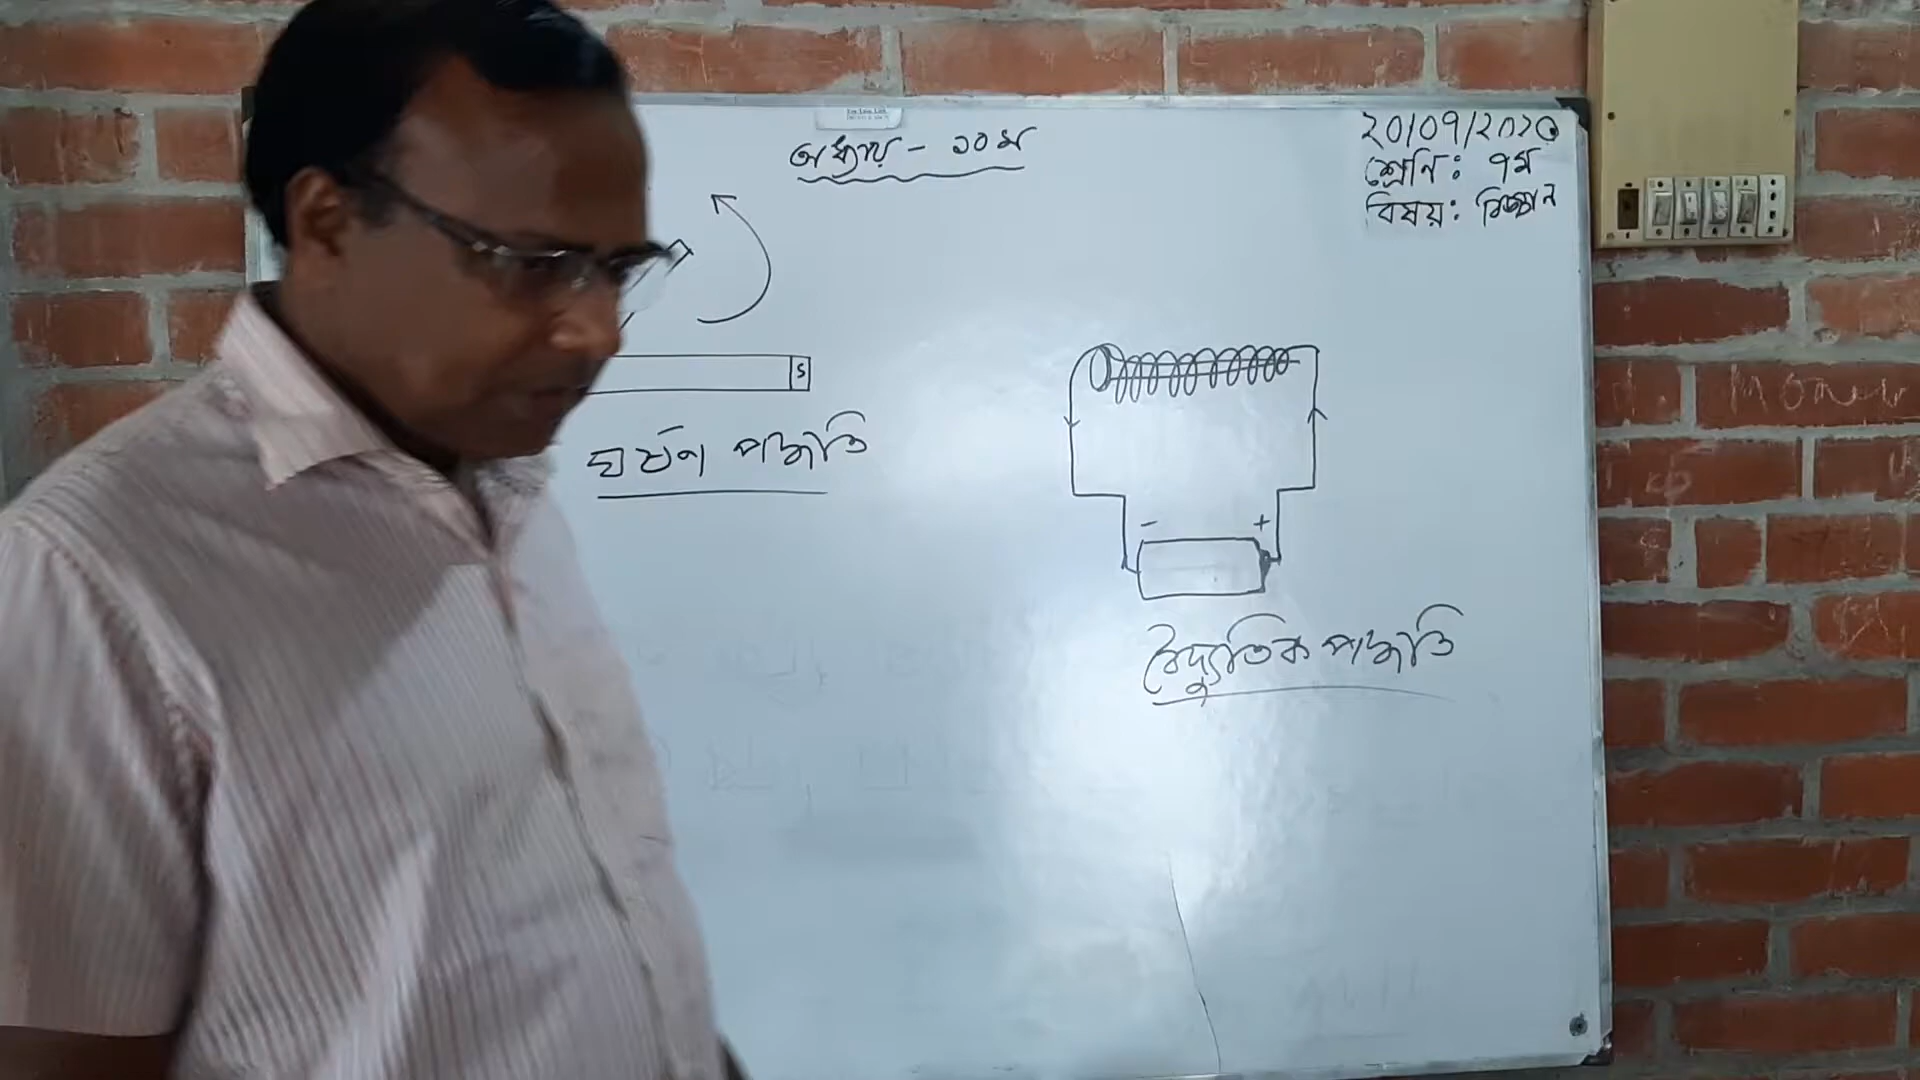 অধ্যায় - ১০ম
২০/০৭/২০২০
শ্রেণি: ৭ম
বিষয়: বিজ্ঞান
S
ঘর্ষণ পদ্ধতি
- +
বৈদ্যুতিক পদ্ধতি